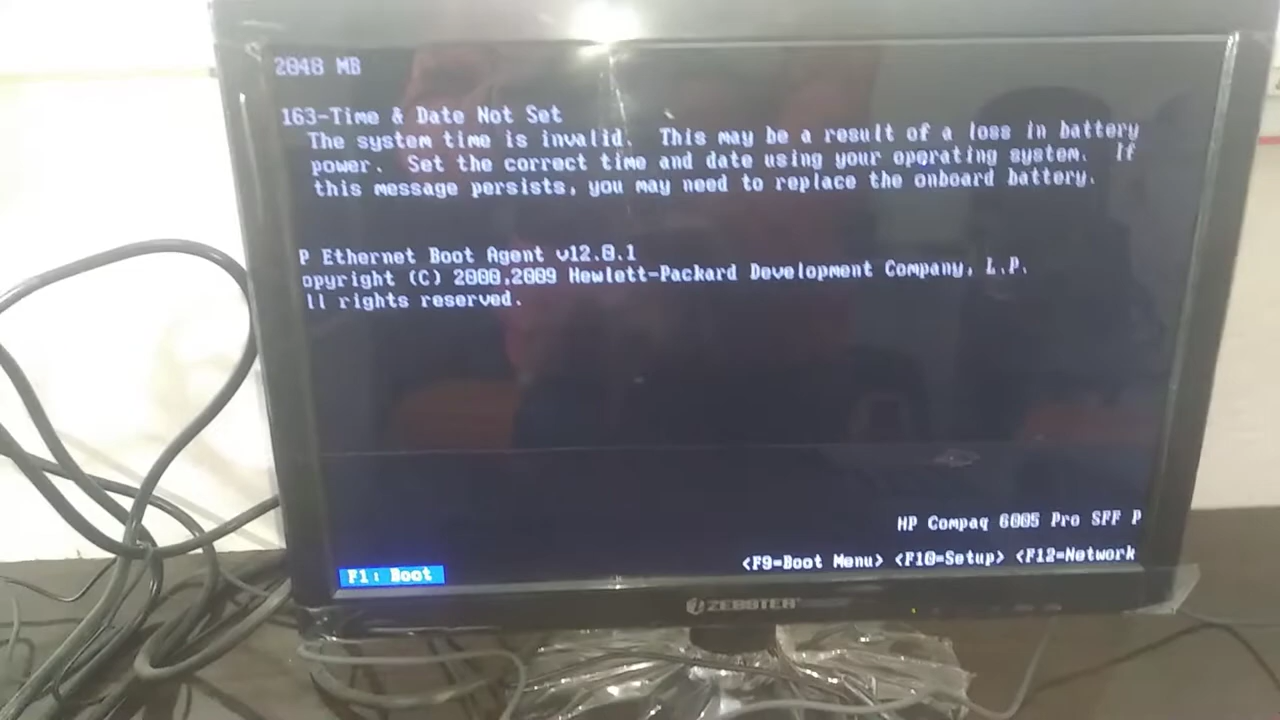 2048 MB
163-Time & Date Not Set
The system time is invalid. This may be a result of a loss in battery
power. Set the correct time and date using your operating system. If
this message persists, you may need to replace the onboard battery.
P Ethernet Boot Agent v12.0.1
opyright (C) 2000,2009 Hewlett-Packard Development Company, L.P.
ll rights reserved.
HP Compaq 6005 Pro SFF P
F1: Boot
<F9=Boot Menu> <F10=Setup> <F12=Network
ZEBSTER